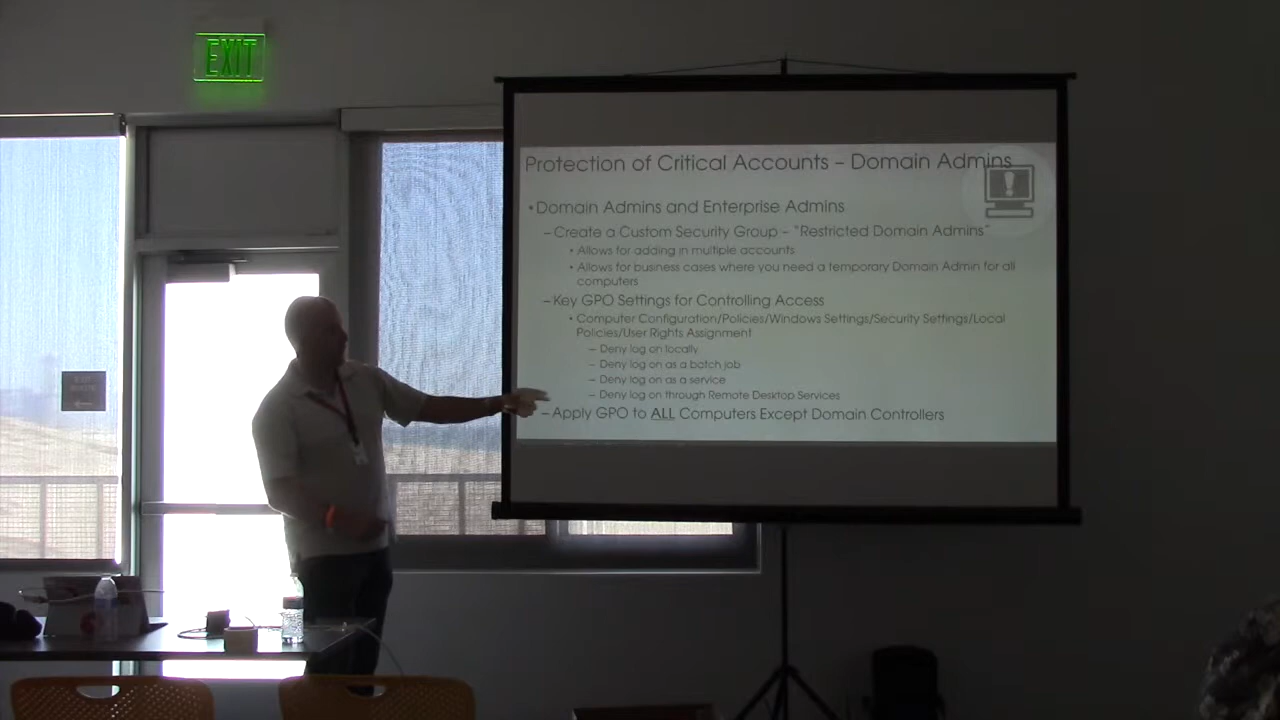 EXIT
Protection of Critical Accounts – Domain Admins
•Domain Admins and Enterprise Admins
–Create a Custom Security Group – "Restricted Domain Admins"
• Allows for adding in multiple accounts
• Allows for business cases where you need a temporary Domain Admin for all
computers
–Key GPO Settings for Controlling Access
• Computer Configuration/Policies/Windows Settings/Security Settings/Local
Policies/User Rights Assignment
– Deny log on locally
– Deny log on as a batch job
– Deny log on as a service
– Deny log on through Remote Desktop Services
–Apply GPO to ALL Computers Except Domain Controllers